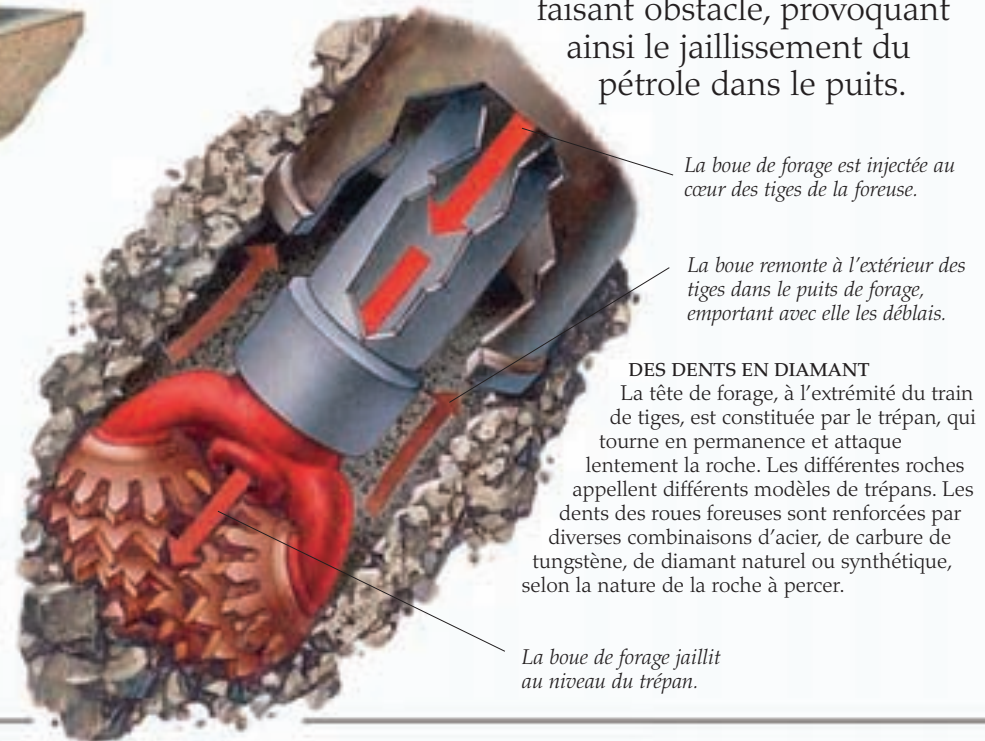 faisant obstacle, provoquant
ainsi le jaillissement du
pétrole dans le puits.
La boue de forage est injectée au
cœur des tiges de la foreuse.
La boue remonte à l'extérieur des
tiges dans le puits de forage,
emportant avec elle les déblais.
DES DENTS EN DIAMANT
La tête de forage, à l'extrémité du train
de tiges, est constituée par le trépan, qui
tourne en permanence et attaque
lentement la roche. Les différentes roches
appellent différents modèles de trépans. Les
dents des roues foreuses sont renforcées par
diverses combinaisons d'acier, de carbure de
tungstène, de diamant naturel ou synthétique,
selon la nature de la roche à percer.
La boue de forage jaillit
au niveau du trépan.